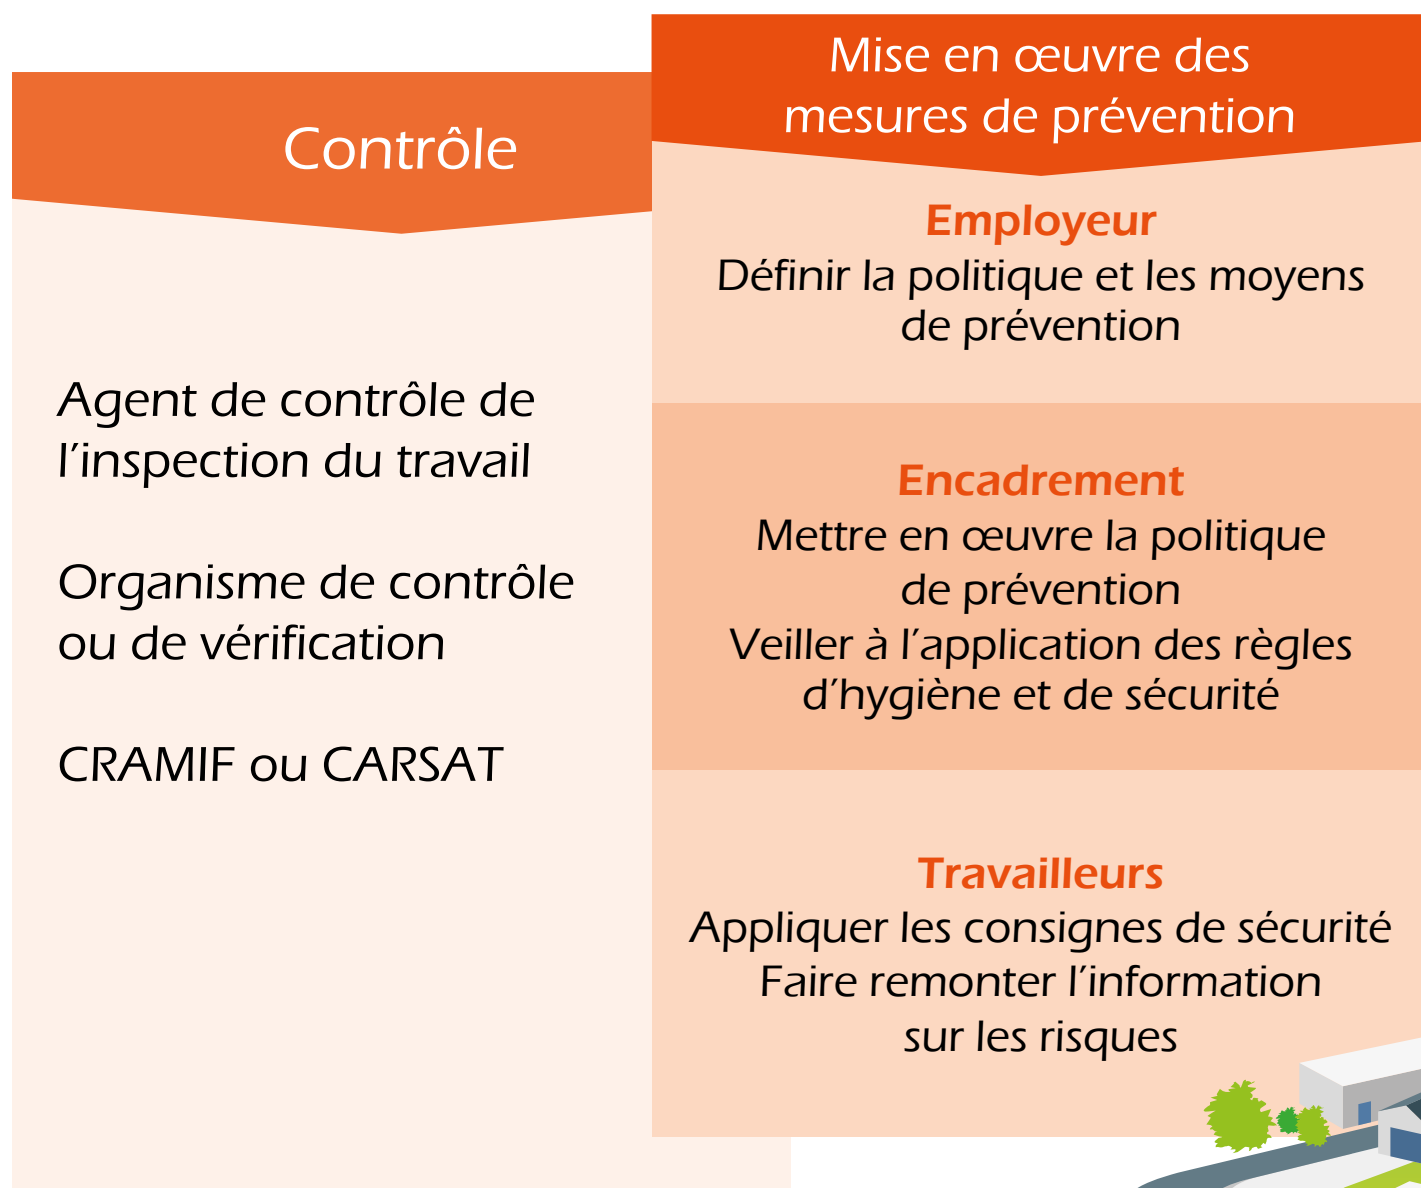 Contrôle
Agent de contrôle de
l’inspection du travail
Organisme de contrôle
ou de vérification
CRAMIF ou CARSAT
Mise en œuvre des
mesures de prévention
Employeur
Définir la politique et les moyens
de prévention
Encadrement
Mettre en œuvre la politique
de prévention
Veiller à l’application des règles
d’hygiène et de sécurité
Travailleurs
Appliquer les consignes de sécurité
Faire remonter l’information
sur les risques